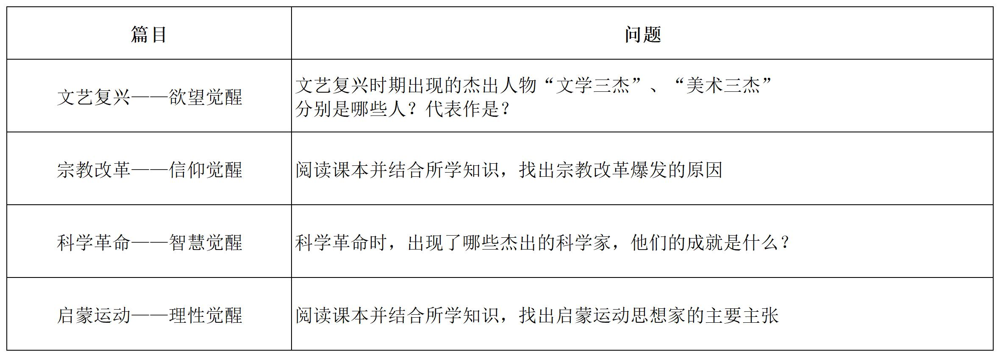 篇目
问题
文艺复兴——欲望觉醒
文艺复兴时期出现的杰出人物“文学三杰”、“美术三杰”
分别是哪些人？代表作是？
宗教改革——信仰觉醒
阅读课本并结合所学知识，找出宗教改革爆发的原因
科学革命——智慧觉醒
科学革命时，出现了哪些杰出的科学家，他们的成就是什么？
启蒙运动——理性觉醒
阅读课本并结合所学知识，找出启蒙运动思想家的主要主张